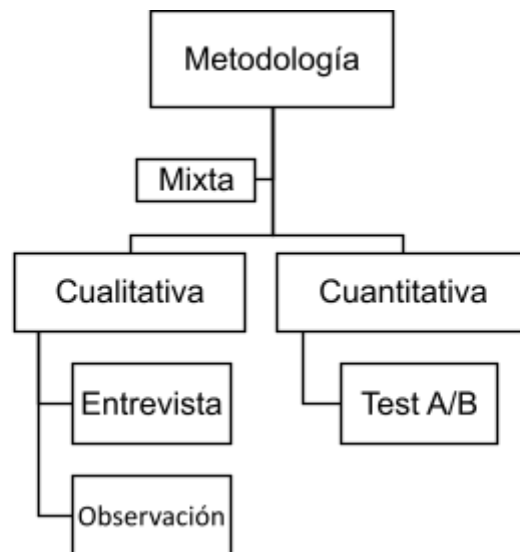 Metodología
Mixta
Cualitativa
Cuantitativa
Entrevista
Test A/B
Observación